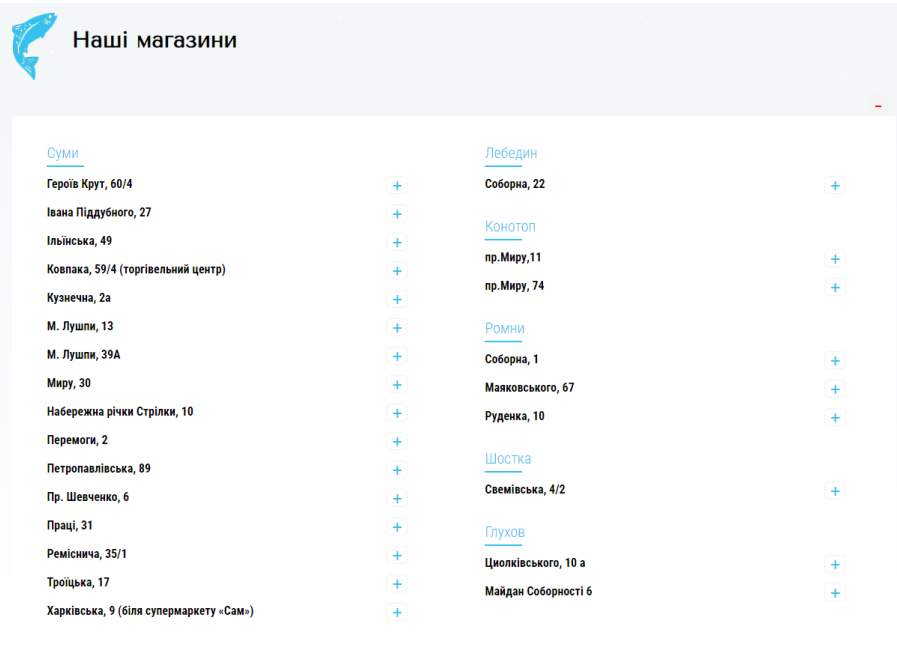 Наші магазини
Суми
Героїв Крут, 60/4
Івана Піддубного, 27
Ільїнська, 49
Ковпака, 59/4 (торгівельний центр)
Кузнечна, 2а
М. Лушпи, 13
М. Лушпи, 39А
Миру, 30
Набережна річки Стрілки, 10
Перемоги, 2
Петропавлівська, 89
Пр. Шевченко, 6
Праці, 31
Реміснича, 35/1
Троїцька, 17
Харківська, 9 (біля супермаркету «Сам»)
Лебедин
Соборна, 22
Конотоп
пр.Миру,11
пр.Миру, 74
Ромни
Соборна, 1
Маяковського, 67
Руденка, 10
Шостка
Свемівська, 4/2
Глухов
Циолківського, 10 а
Майдан Соборності 6